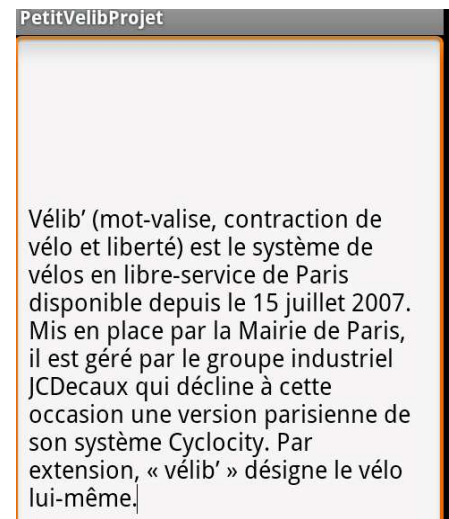 PetitVelibProjet
Vélib’ (mot-valise, contraction de
vélo et liberté) est le système de
vélos en libre-service de Paris
disponible depuis le 15 juillet 2007.
Mis en place par la Mairie de Paris,
il est géré par le groupe industriel
JCDecaux qui décline à cette
occasion une version parisienne de
son système Cyclocity. Par
extension, « vélib’ » désigne le vélo
lui-même.